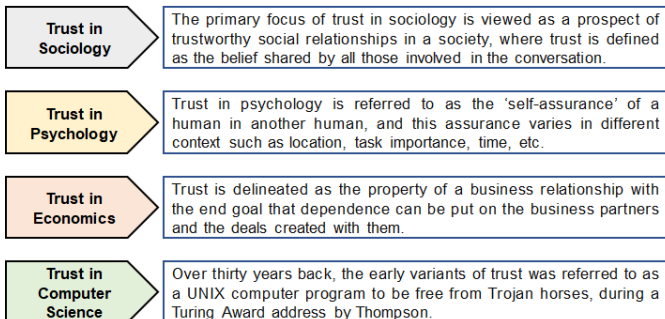 Trust in
Sociology
The primary focus of trust in sociology is viewed as a prospect of
trustworthy social relationships in a society, where trust is defined
as the belief shared by all those involved in the conversation.
Trust in
Psychology
Trust in psychology is referred to as the ‘self-assurance’ of a
human in another human, and this assurance varies in different
context such as location, task importance, time, etc.
Trust in
Economics
Trust is delineated as the property of a business relationship with
the end goal that dependence can be put on the business partners
and the deals created with them.
Trust in
Computer
Science
Over thirty years back, the early variants of trust was referred to as
a UNIX computer program to be free from Trojan horses, during a
Turing Award address by Thompson.